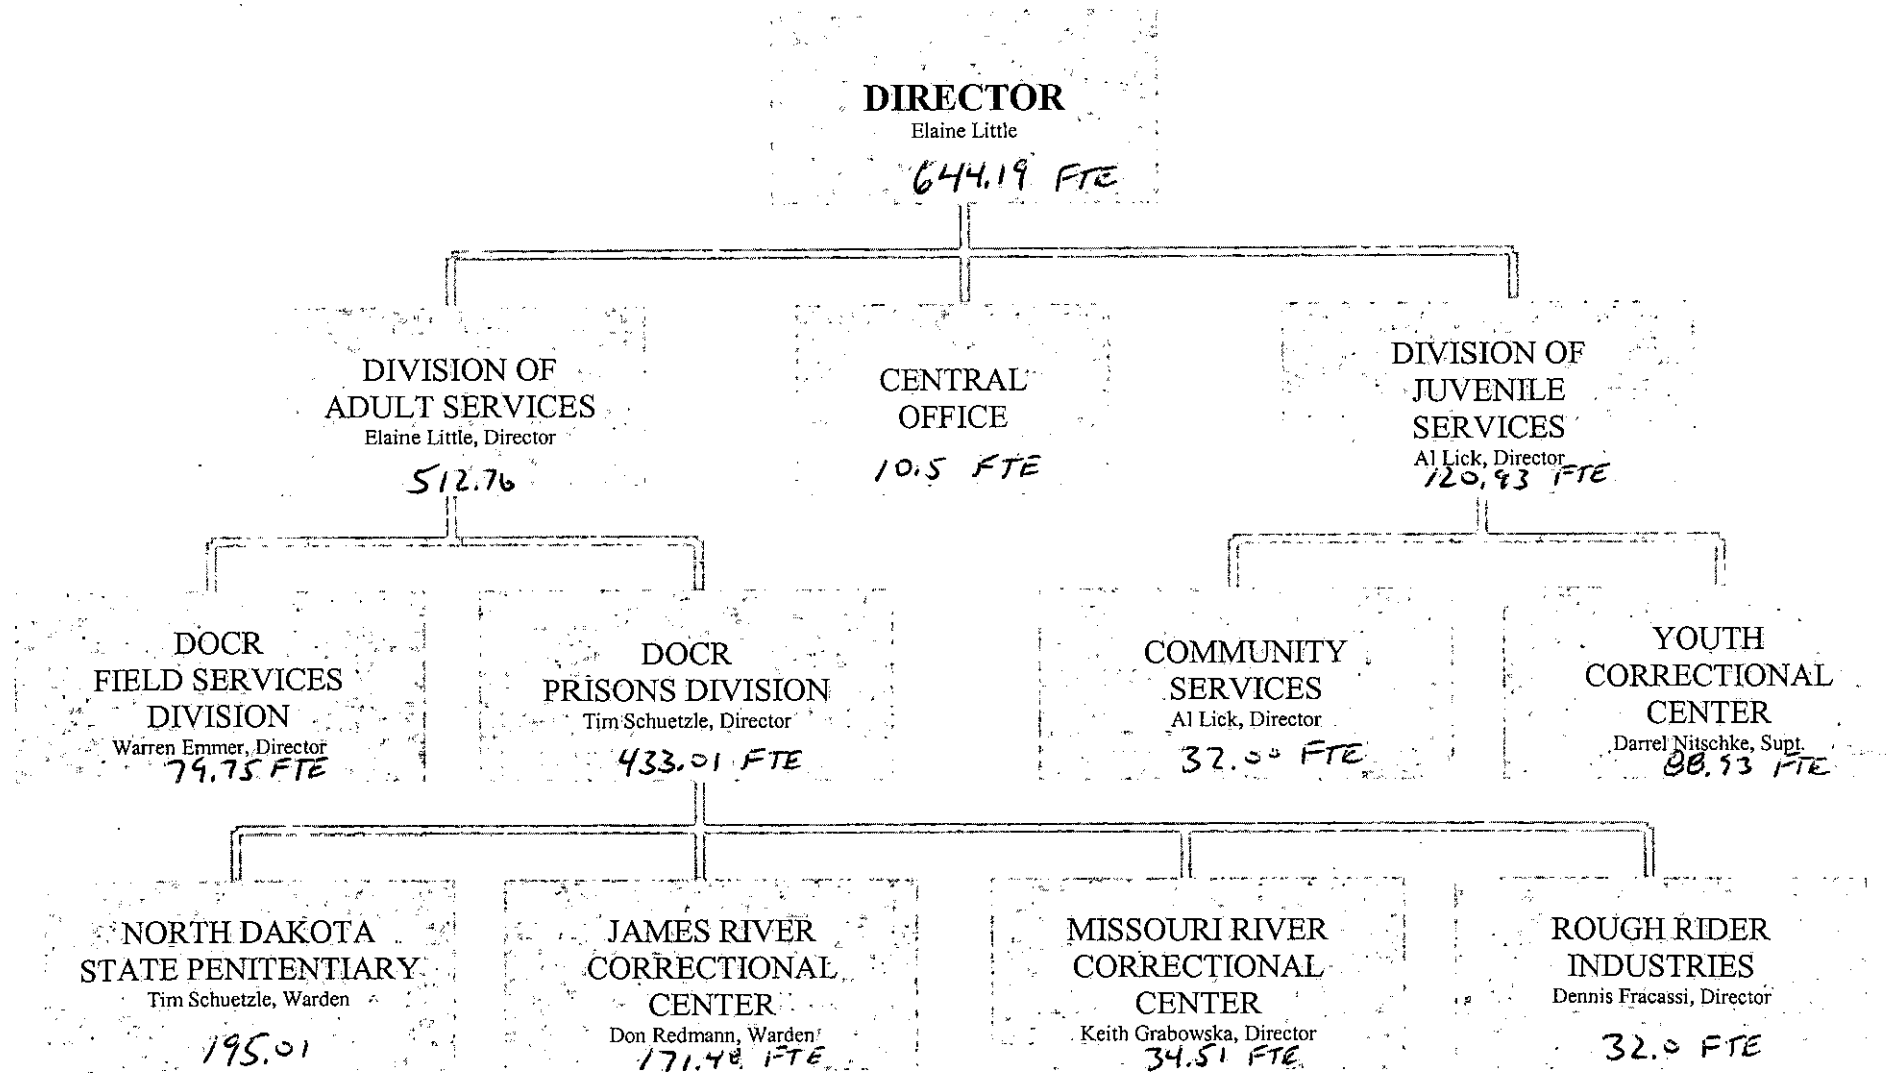 DIRECTOR
Elaine Little
644.19 FTE
DIVISION OF
ADULT SERVICES
Elaine Little, Director
512.76
CENTRAL
OFFICE
10.5 FTE
DIVISION OF
JUVENILE
SERVICES
Al Lick, Director
120.93 FTE
DOCR
FIELD SERVICES
DIVISION
Warren Emmer, Director
79.75 FTE
DOCR
PRISONS DIVISION
Tim Schuetzle, Director
433.01 FTE
COMMUNITY
SERVICES
Al Lick, Director
32.00 FTE
YOUTH
CORRECTIONAL
CENTER
Darrel Nitschke, Supt.
88.93 FTE
NORTH DAKOTA
STATE PENITENTIARY
Tim Schuetzle, Warden
195.01
JAMES RIVER
CORRECTIONAL
CENTER
Don Redmann, Warden
171.49 FTE
MISSOURI RIVER
CORRECTIONAL
CENTER
Keith Grabowska, Director
34.51 FTE
ROUGH RIDER
INDUSTRIES
Dennis Fracassi, Director
32.0 FTE